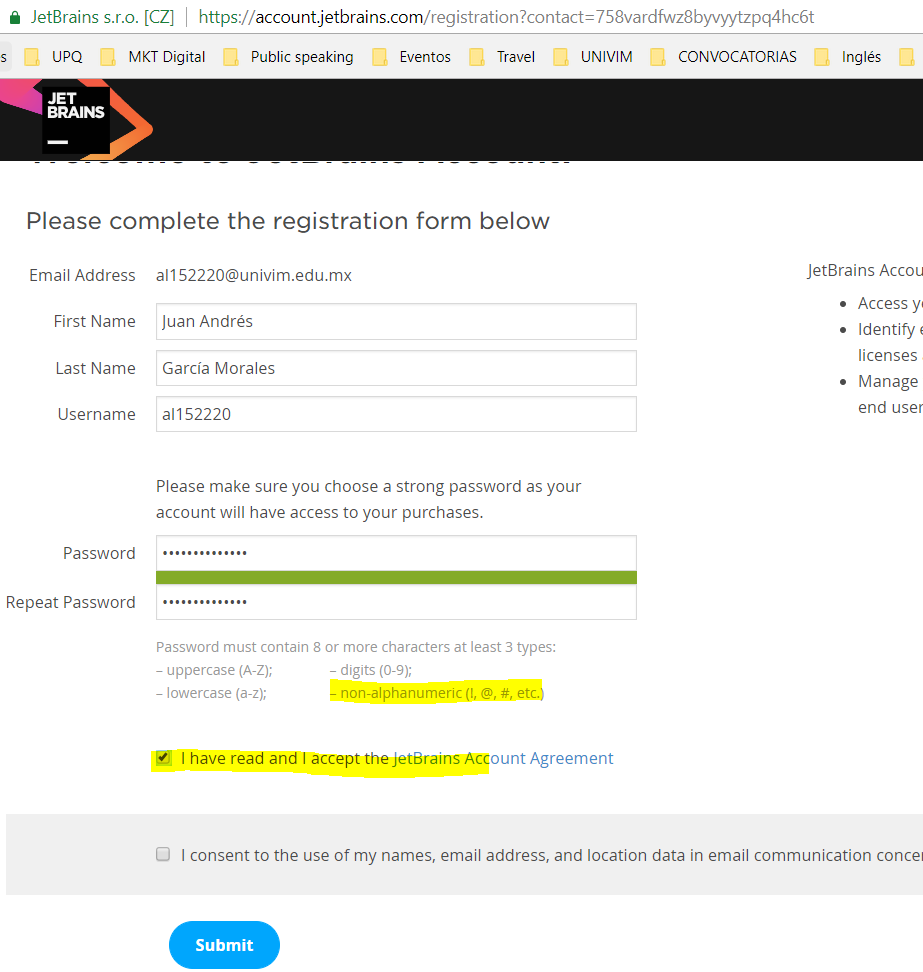 JetBrains s.r.o. [CZ] | https://account.jetbrains.com/registration?contact=758vardfwz8byvyytzpq4hc6t
s UPQ MKT Digital Public speaking Eventos Travel UNIVIM CONVOCATORIAS Inglés
JET
BRAINS
Welcome to JetBrains Account!
Please complete the registration form below
Email Address al152220@univim.edu.mx
First Name Juan Andrés
Last Name García Morales
Username al152220
Please make sure you choose a strong password as your
account will have access to your purchases.
Password ••••••••••••••
Repeat Password ••••••••••••••
Password must contain 8 or more characters at least 3 types:
– uppercase (A-Z); – digits (0-9);
– lowercase (a-z); – non-alphanumeric (!, @, #, etc.)
I have read and I accept the JetBrains Account Agreement
I consent to the use of my names, email address, and location data in email communication conce
Submit
JetBrains Accou
• Access y
• Identify e
licenses
• Manage
end user